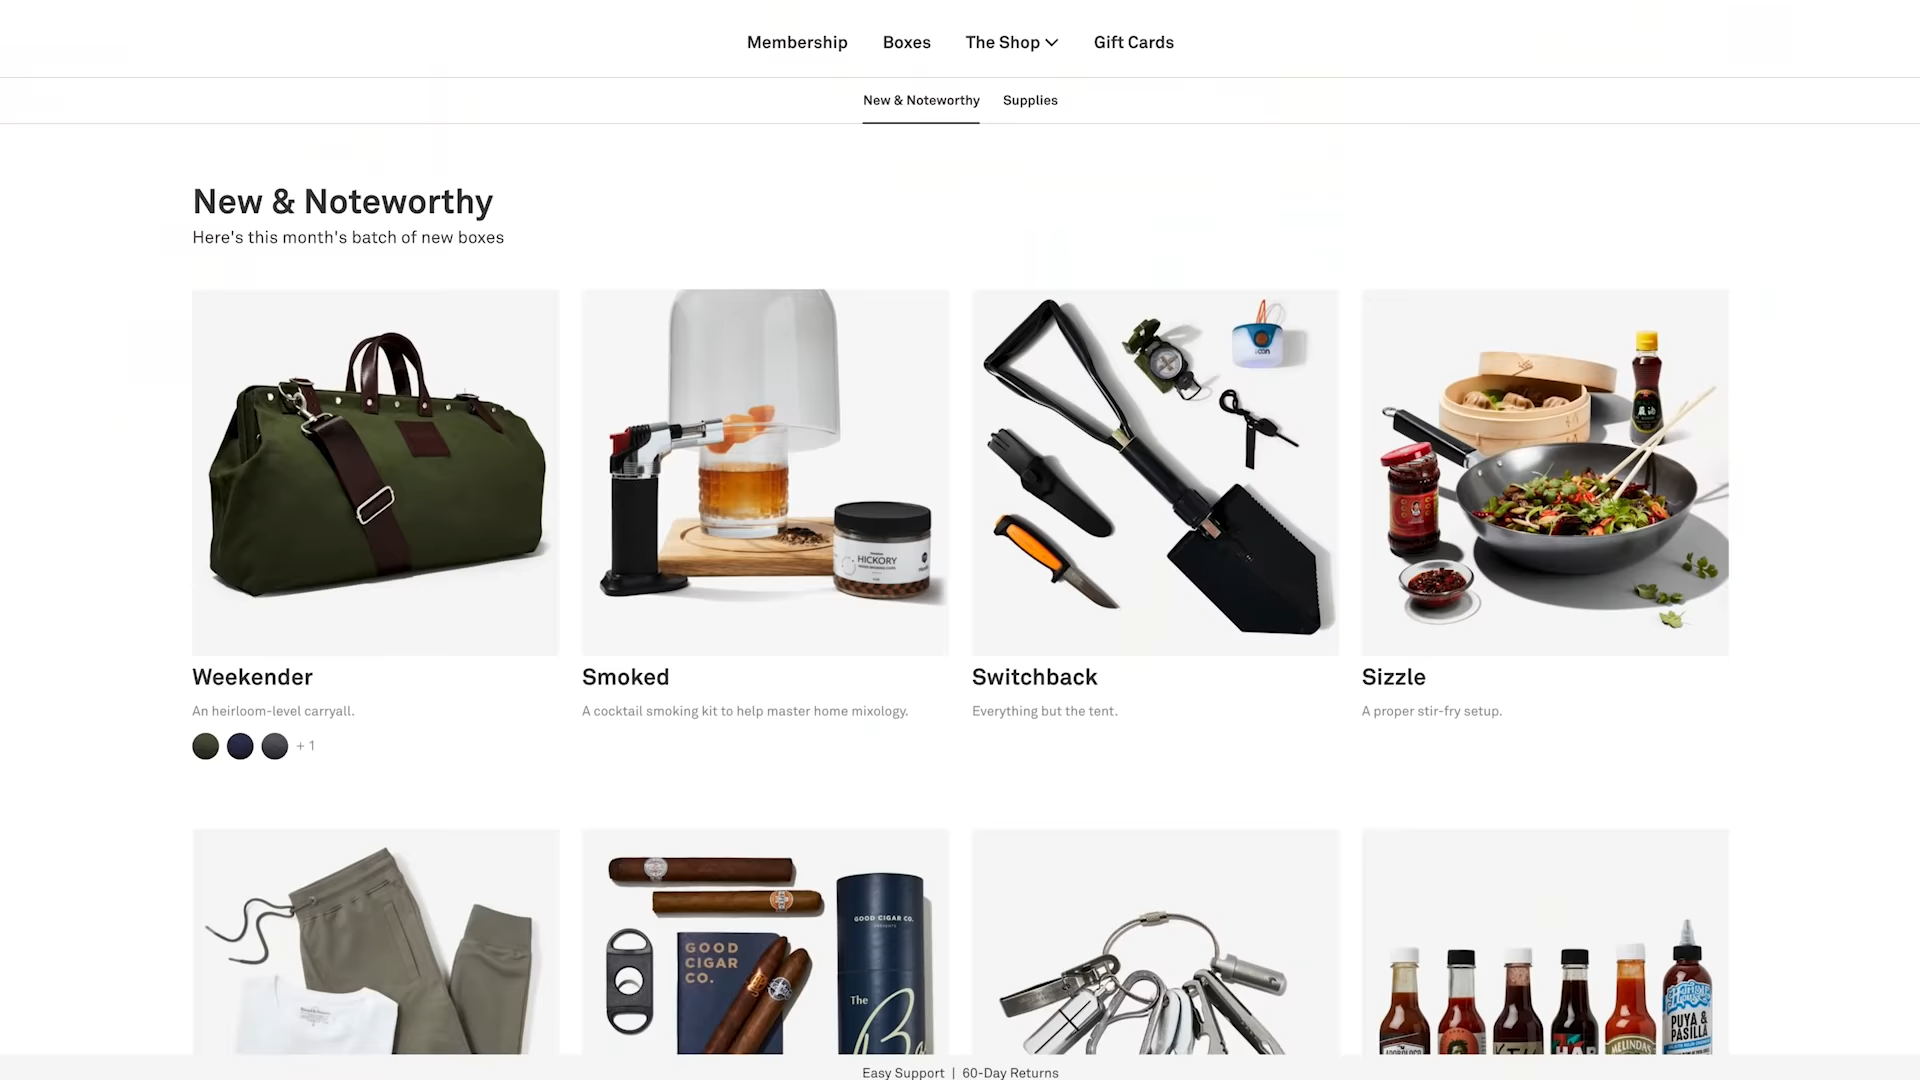 Membership
Boxes
The Shop
Gift Cards
New & Noteworthy
Supplies
New & Noteworthy
Here's this month's batch of new boxes
HICKORY
Weekender
An heirloom-level carryall.
+ 1
Smoked
A cocktail smoking kit to help master home mixology.
Switchback
Everything but the tent.
Sizzle
A proper stir-fry setup.
GOOD
CIGAR
CO.
GOOD CIGAR CO.
PRESENTS
The
PUYA &
PASILLA
MELINDA'S
Easy Support | 60-Day Returns